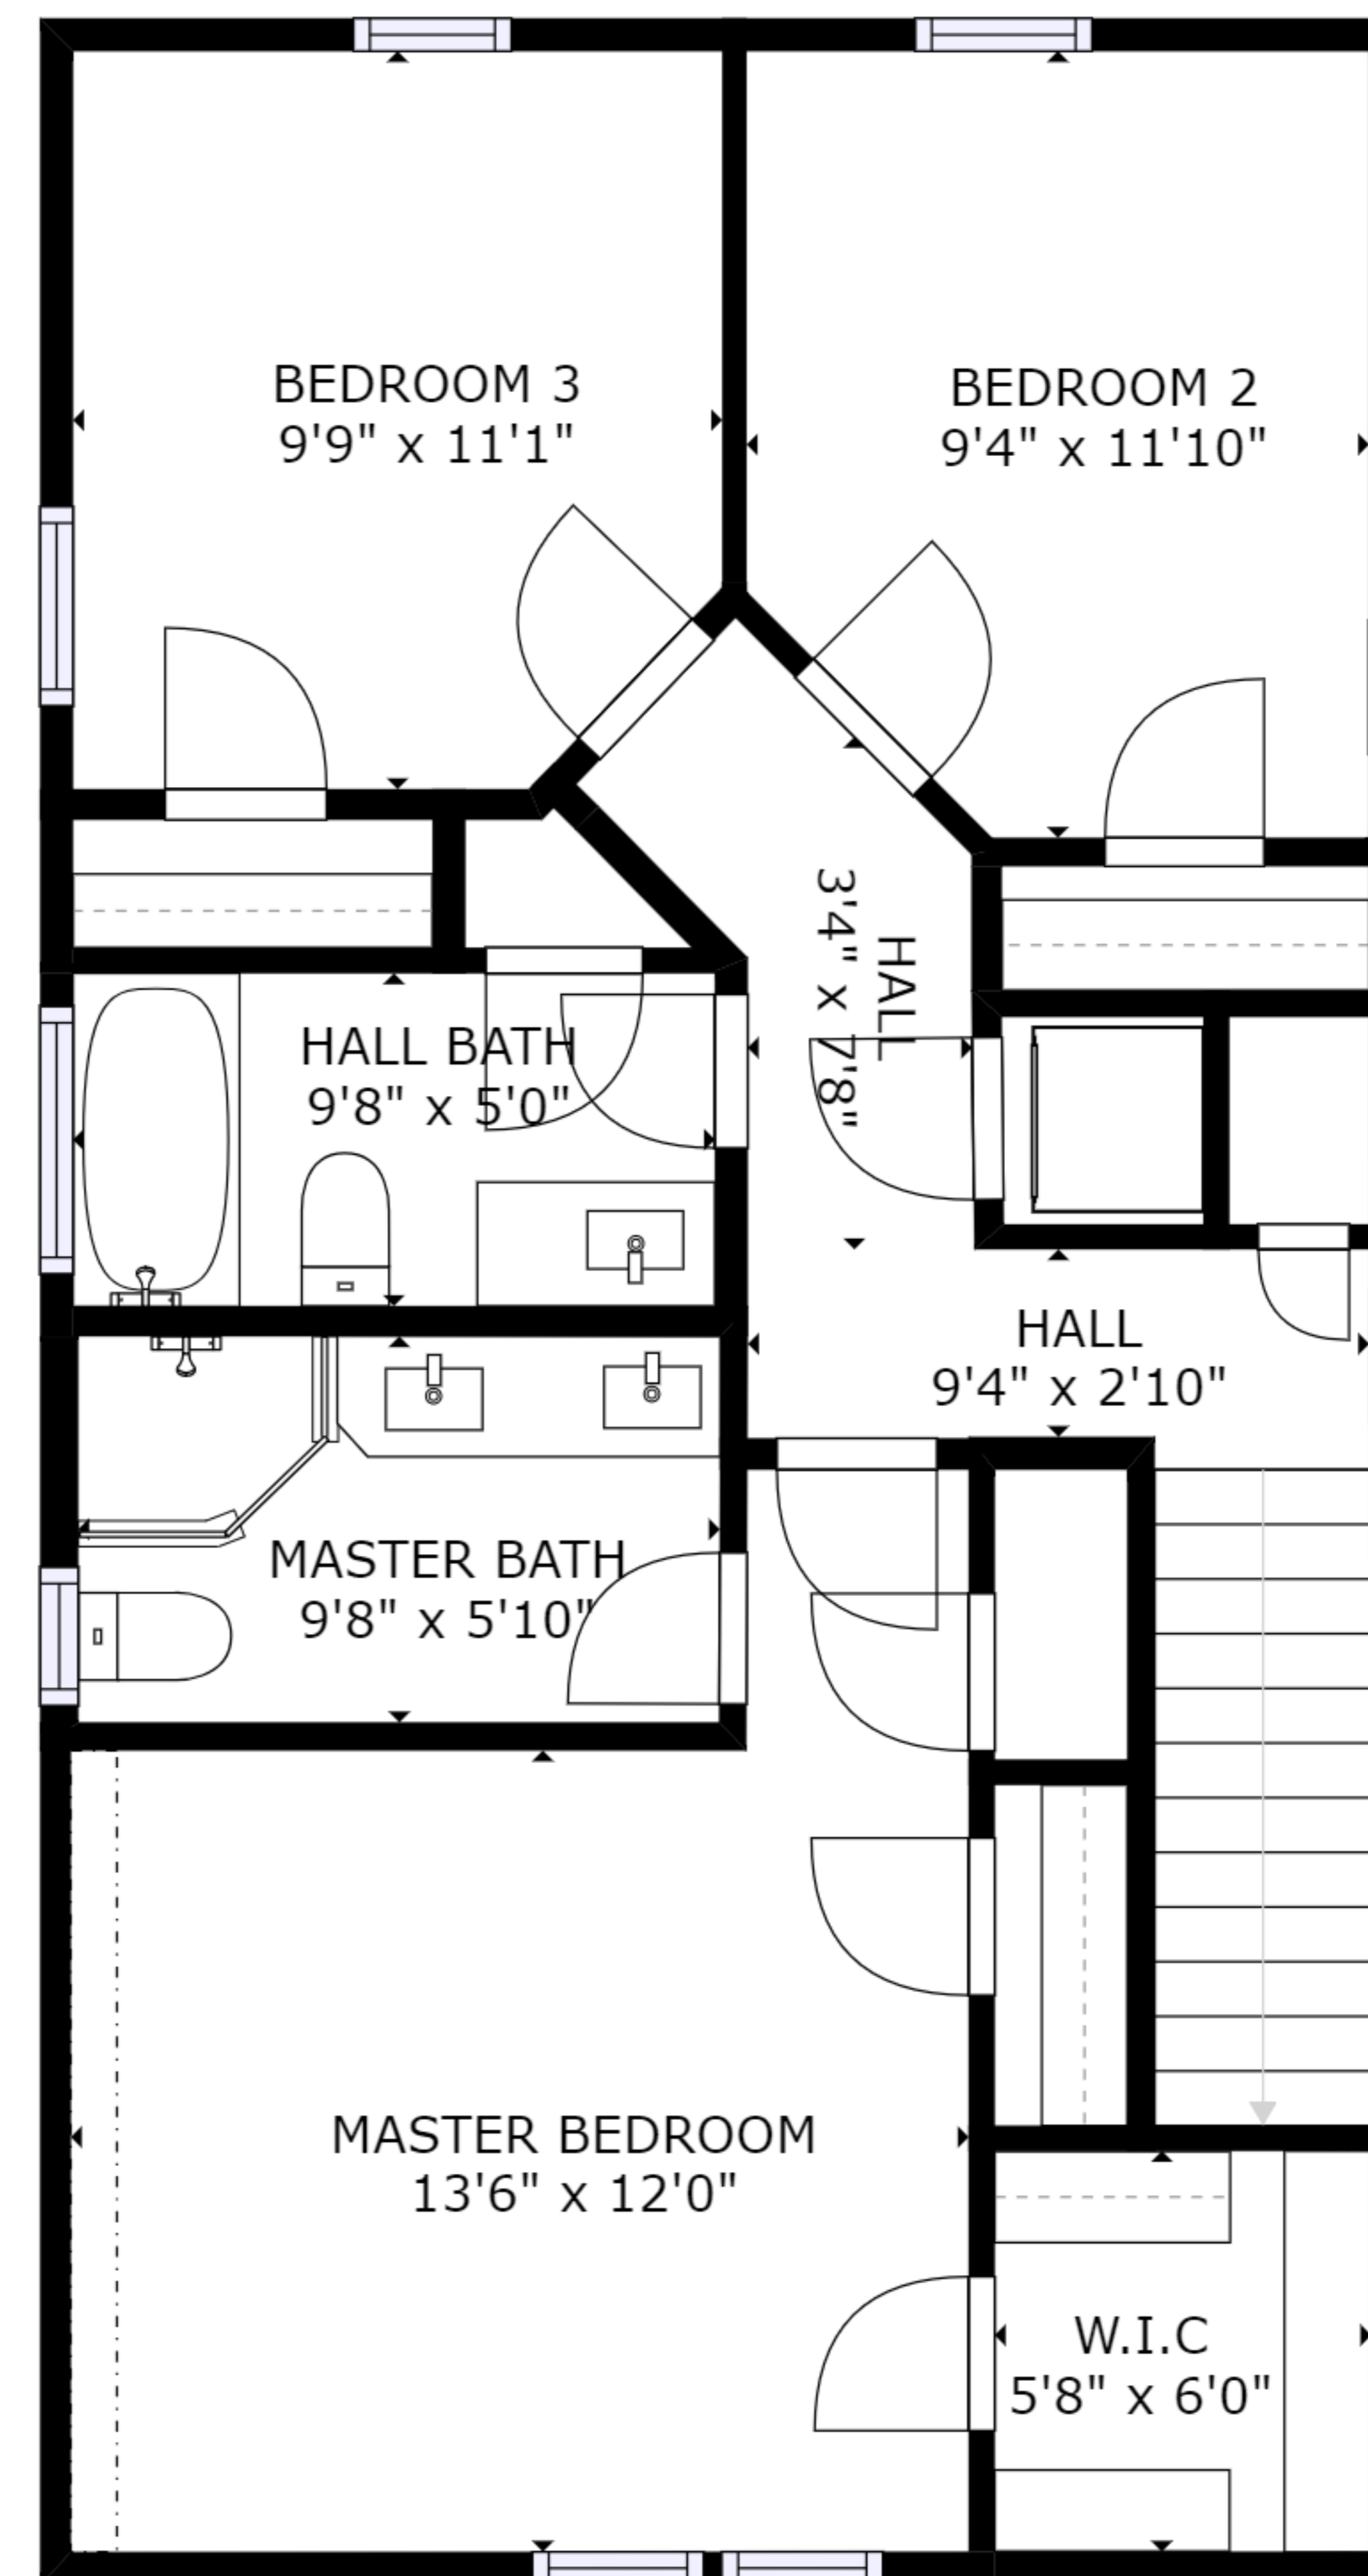 BEDROOM 3
9'9" x 11'1"
BEDROOM 2
9'4" x 11'10"
HALL
3'4" x 7'8"
HALL BATH
9'8" x 5'0"
HALL
9'4" x 2'10"
MASTER BATH
9'8" x 5'10"
MASTER BEDROOM
13'6" x 12'0"
W.I.C
5'8" x 6'0"